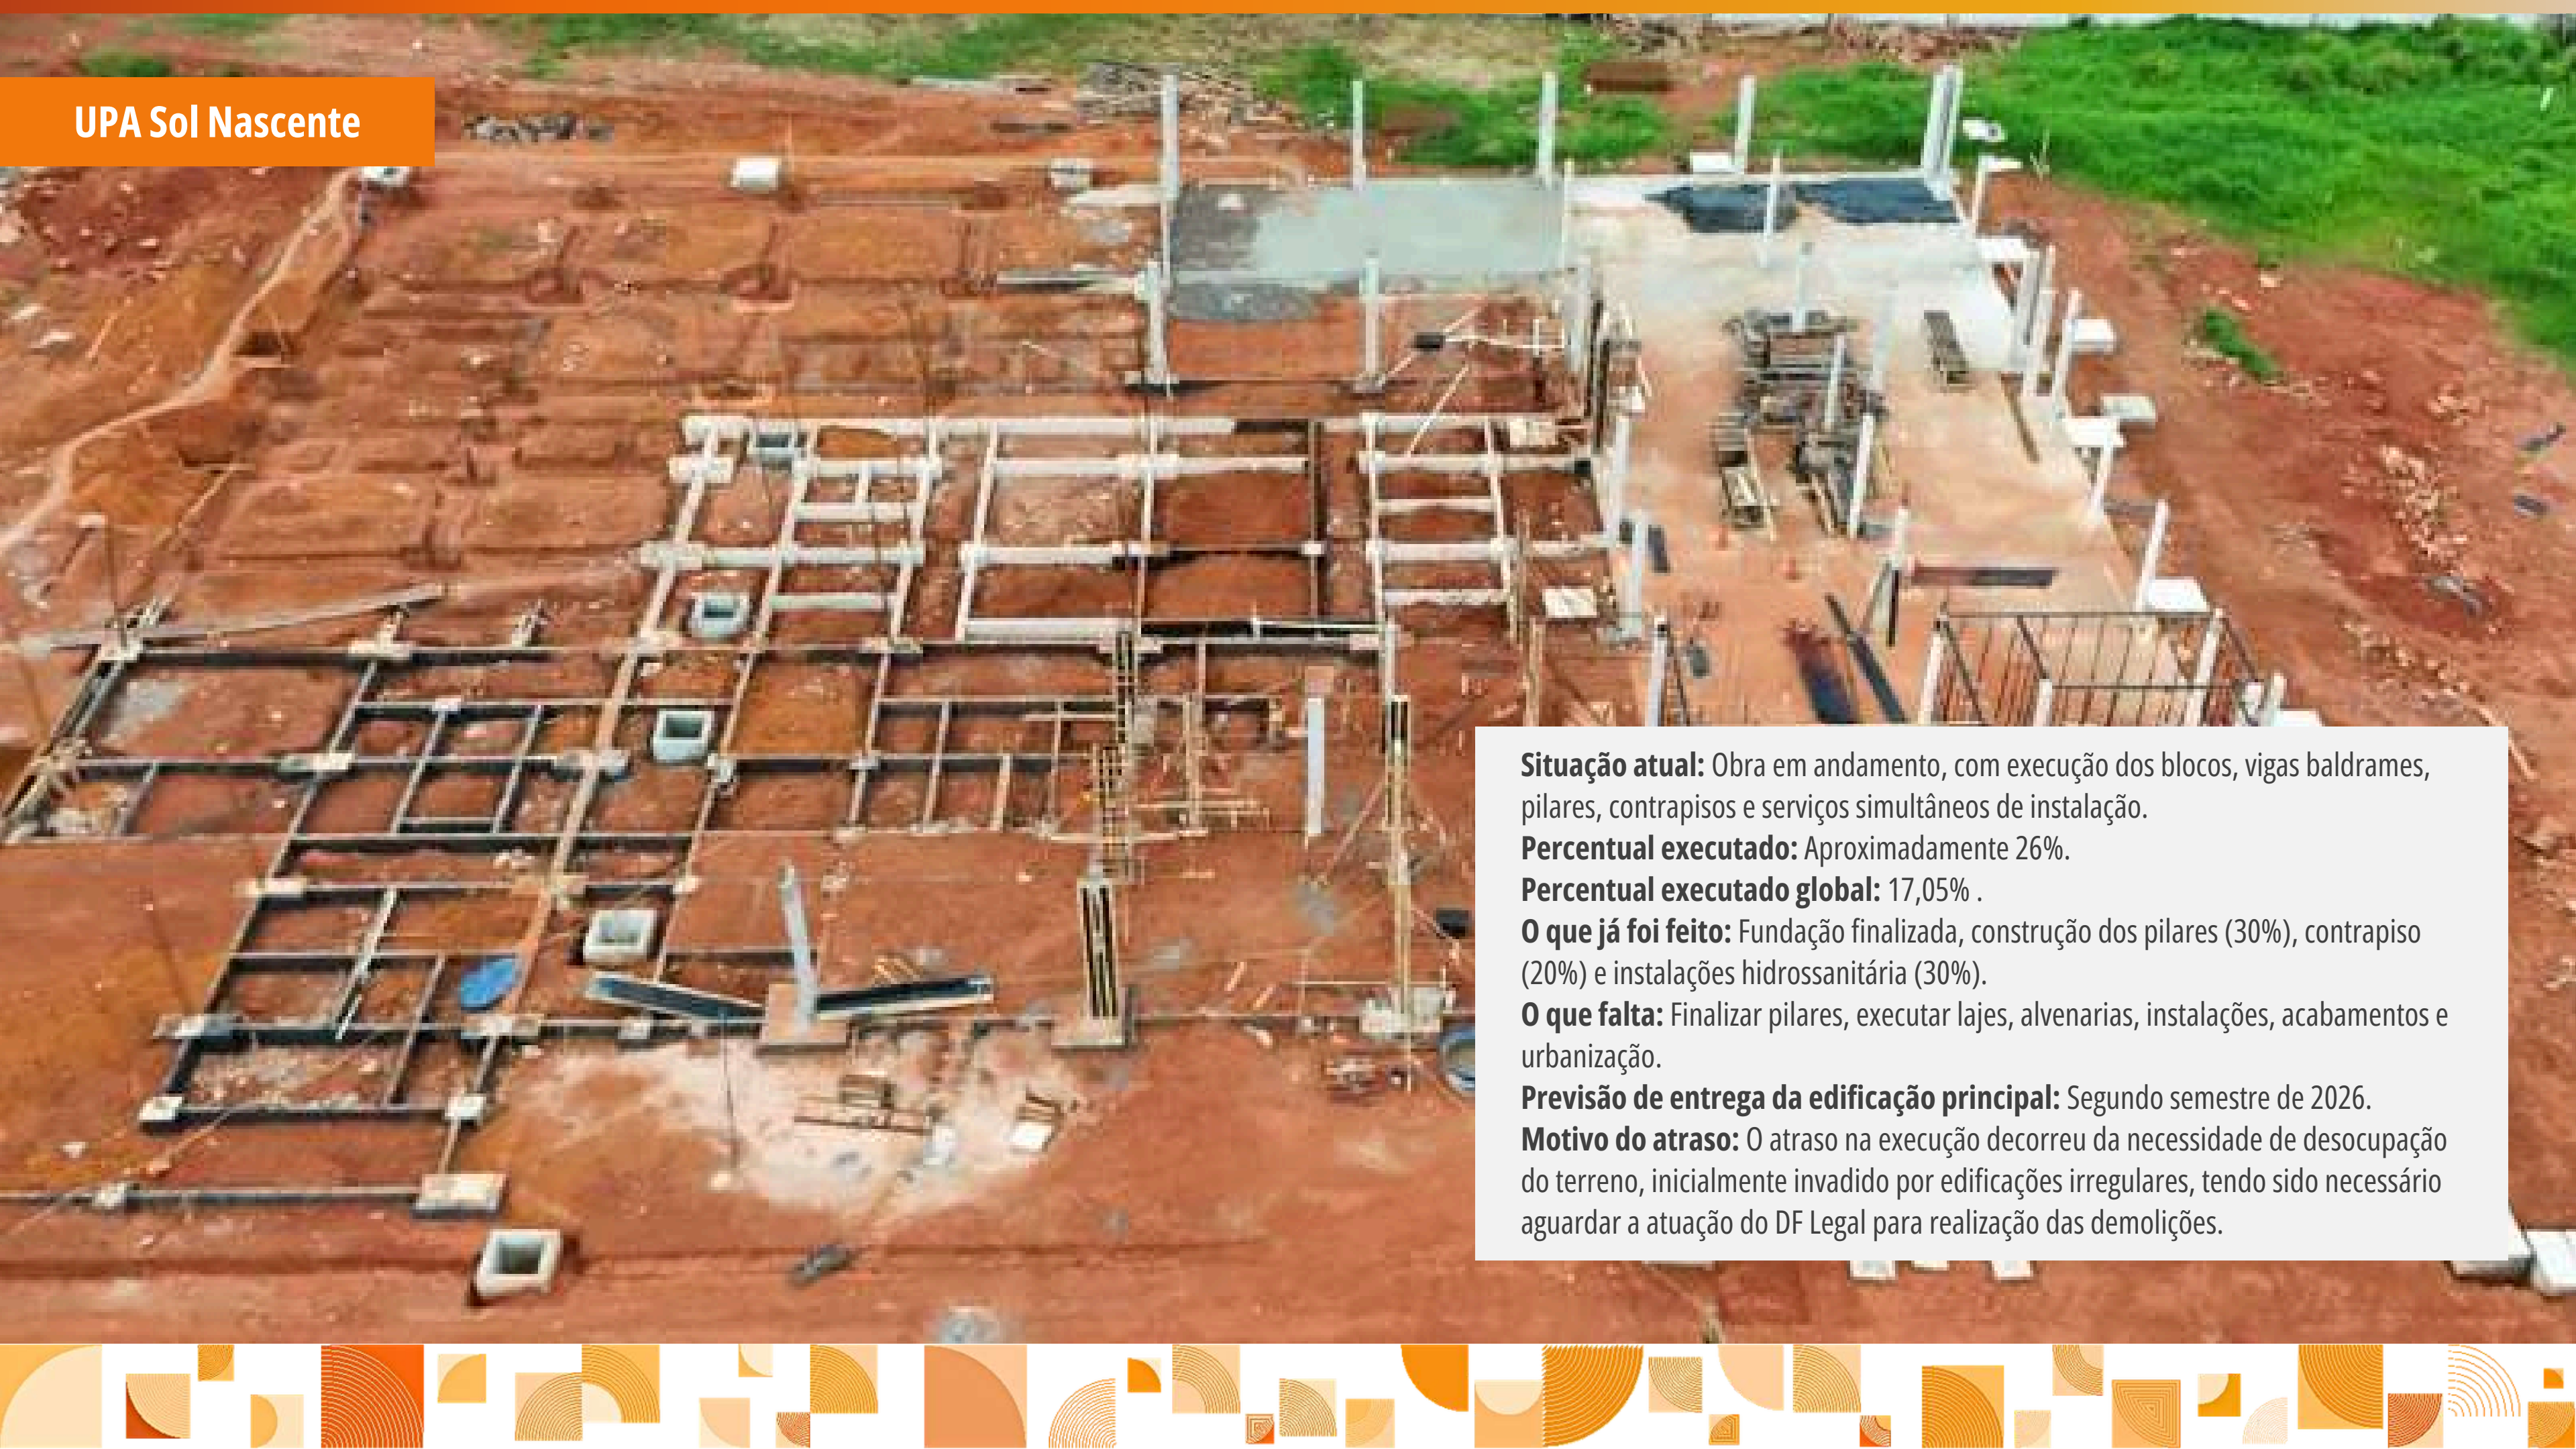 UPA Sol Nascente
Situação atual: Obra em andamento, com execução dos blocos, vigas baldrames,
pilares, contrapisos e serviços simultâneos de instalação.
Percentual executado: Aproximadamente 26%.
Percentual executado global: 17,05% .
O que já foi feito: Fundação finalizada, construção dos pilares (30%), contrapiso
(20%) e instalações hidrossanitária (30%).
O que falta: Finalizar pilares, executar lajes, alvenarias, instalações, acabamentos e
urbanização.
Previsão de entrega da edificação principal: Segundo semestre de 2026.
Motivo do atraso: O atraso na execução decorreu da necessidade de desocupação
do terreno, inicialmente invadido por edificações irregulares, tendo sido necessário
aguardar a atuação do DF Legal para realização das demolições.